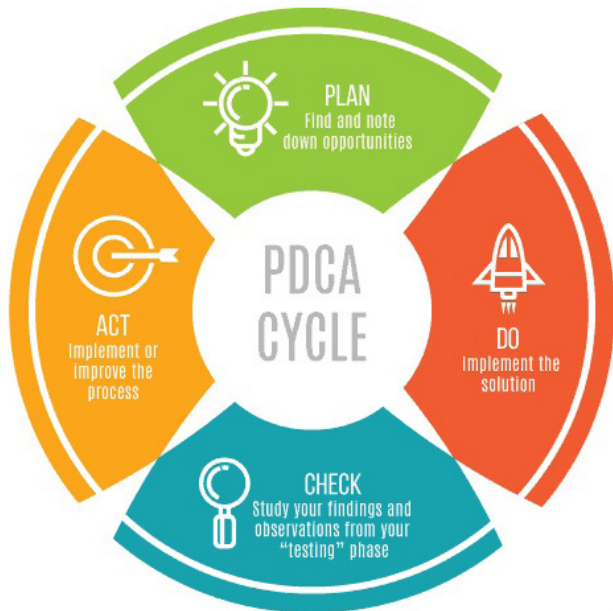 PLAN
Find and note
down opportunities
PDCA
CYCLE
DO
Implement the
solution
CHECK
Study your findings and
observations from your
“testing” phase
ACT
Implement or
improve the
process